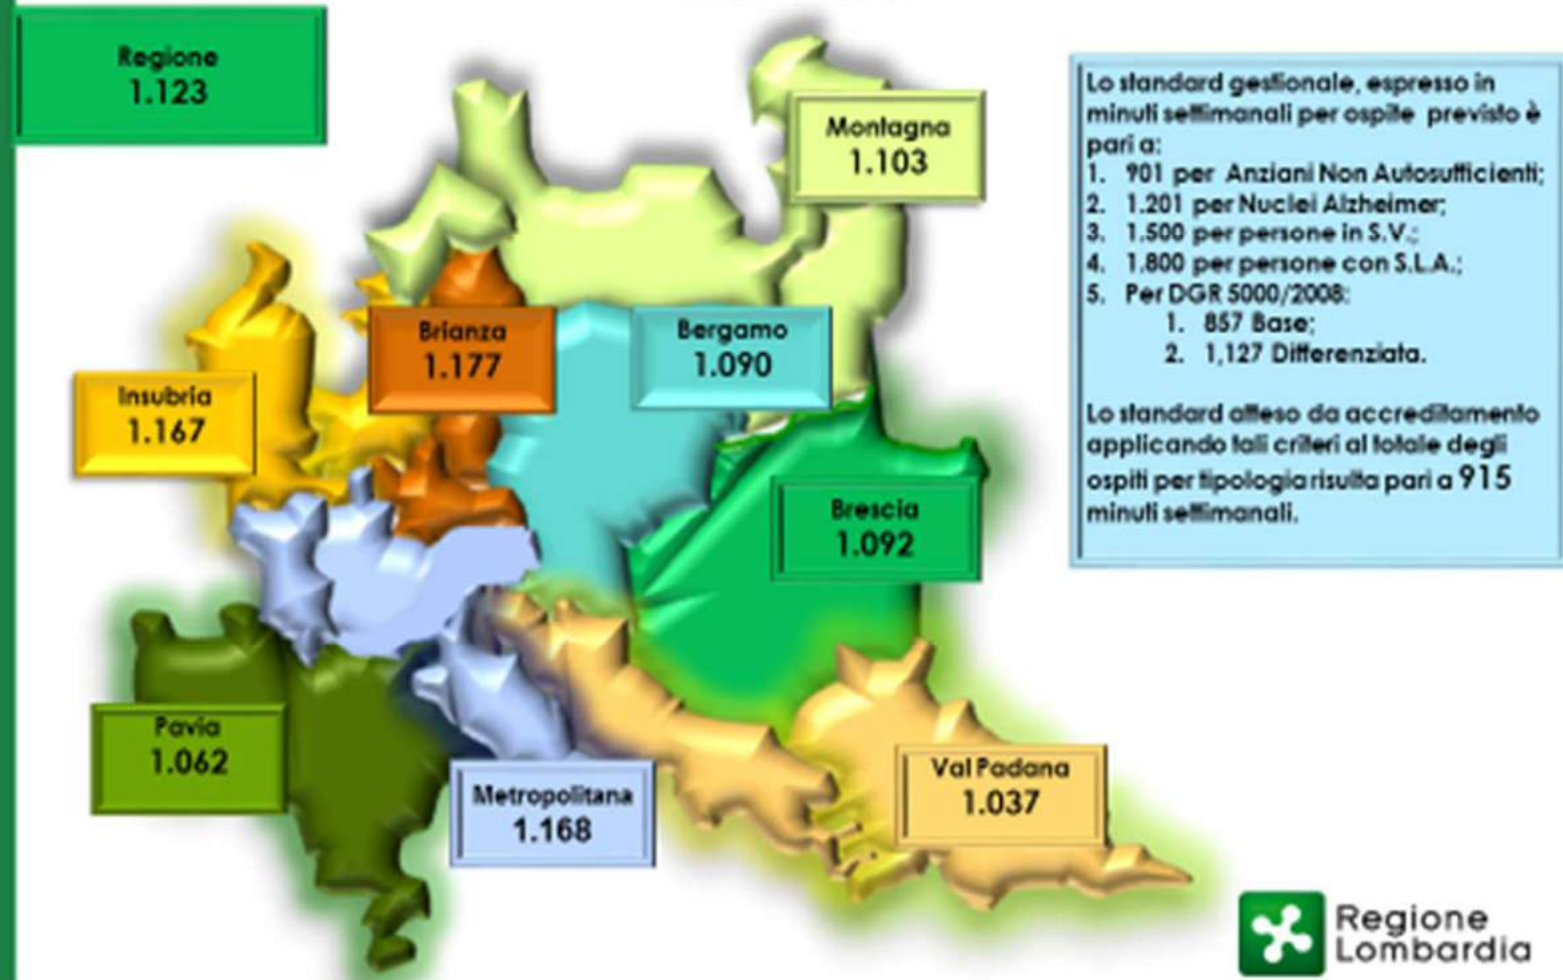 Regione
1.123
Montagna
1.103
Lo standard gestionale, espresso in
minuti settimanali per ospite previsto è
pari a:
1. 901 per Anziani Non Autosufficienti;
2. 1.201 per Nuclei Alzheimer;
3. 1.500 per persone in S.V.;
4. 1.800 per persone con S.L.A.;
5. Per DGR 5000/2008:
1. 857 Base;
2. 1,127 Differenziata.
Lo standard atteso da accreditamento
applicando tali criteri al totale degli
ospiti per tipologia risulta pari a 915
minuti settimanali.
Brianza
1.177
Bergamo
1.090
Insubria
1.167
Brescia
1.092
Pavia
1.062
Metropolitana
1.168
Val Padana
1.037
Regione
Lombardia